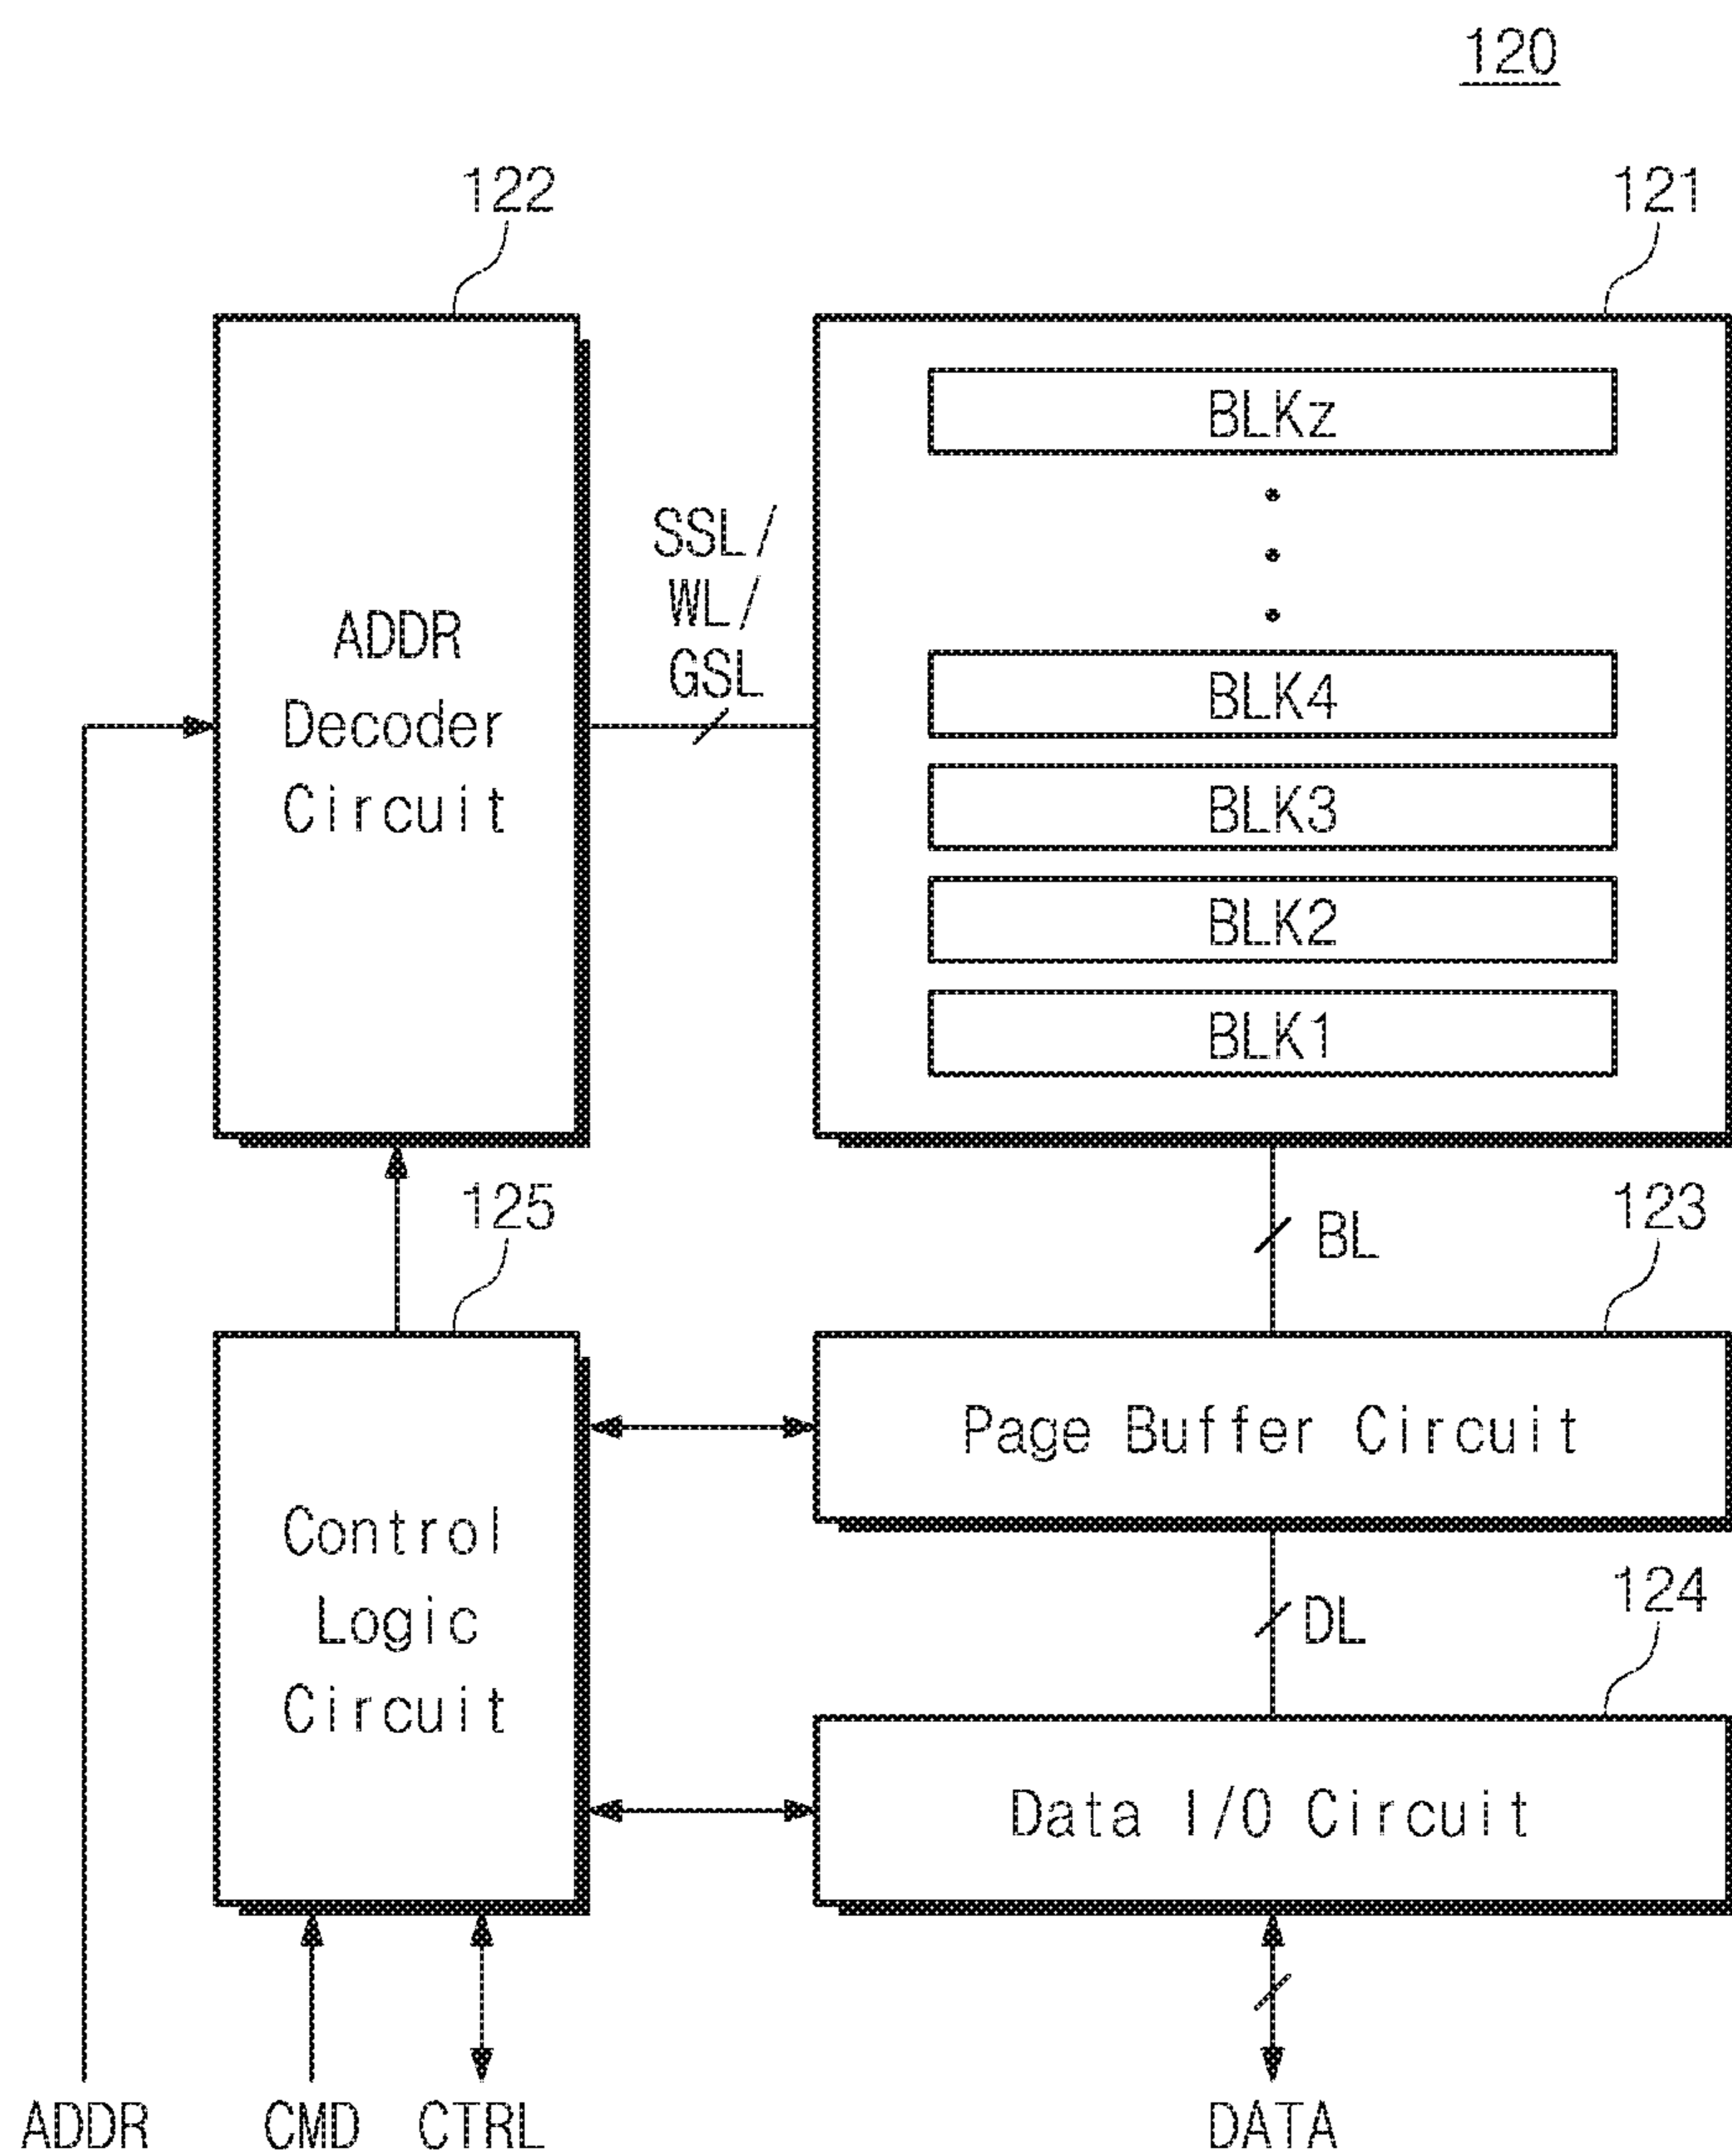 120
122
121
BLKz
SSL/
WL/
GSL
ADDR
Decoder
Circuit
BLK4
BLK3
BLK2
BLK1
125
BL
123
Page Buffer Circuit
Control
Logic
Circuit
DL
124
Data I/O Circuit
ADDR
CMD
CTRL
DATA